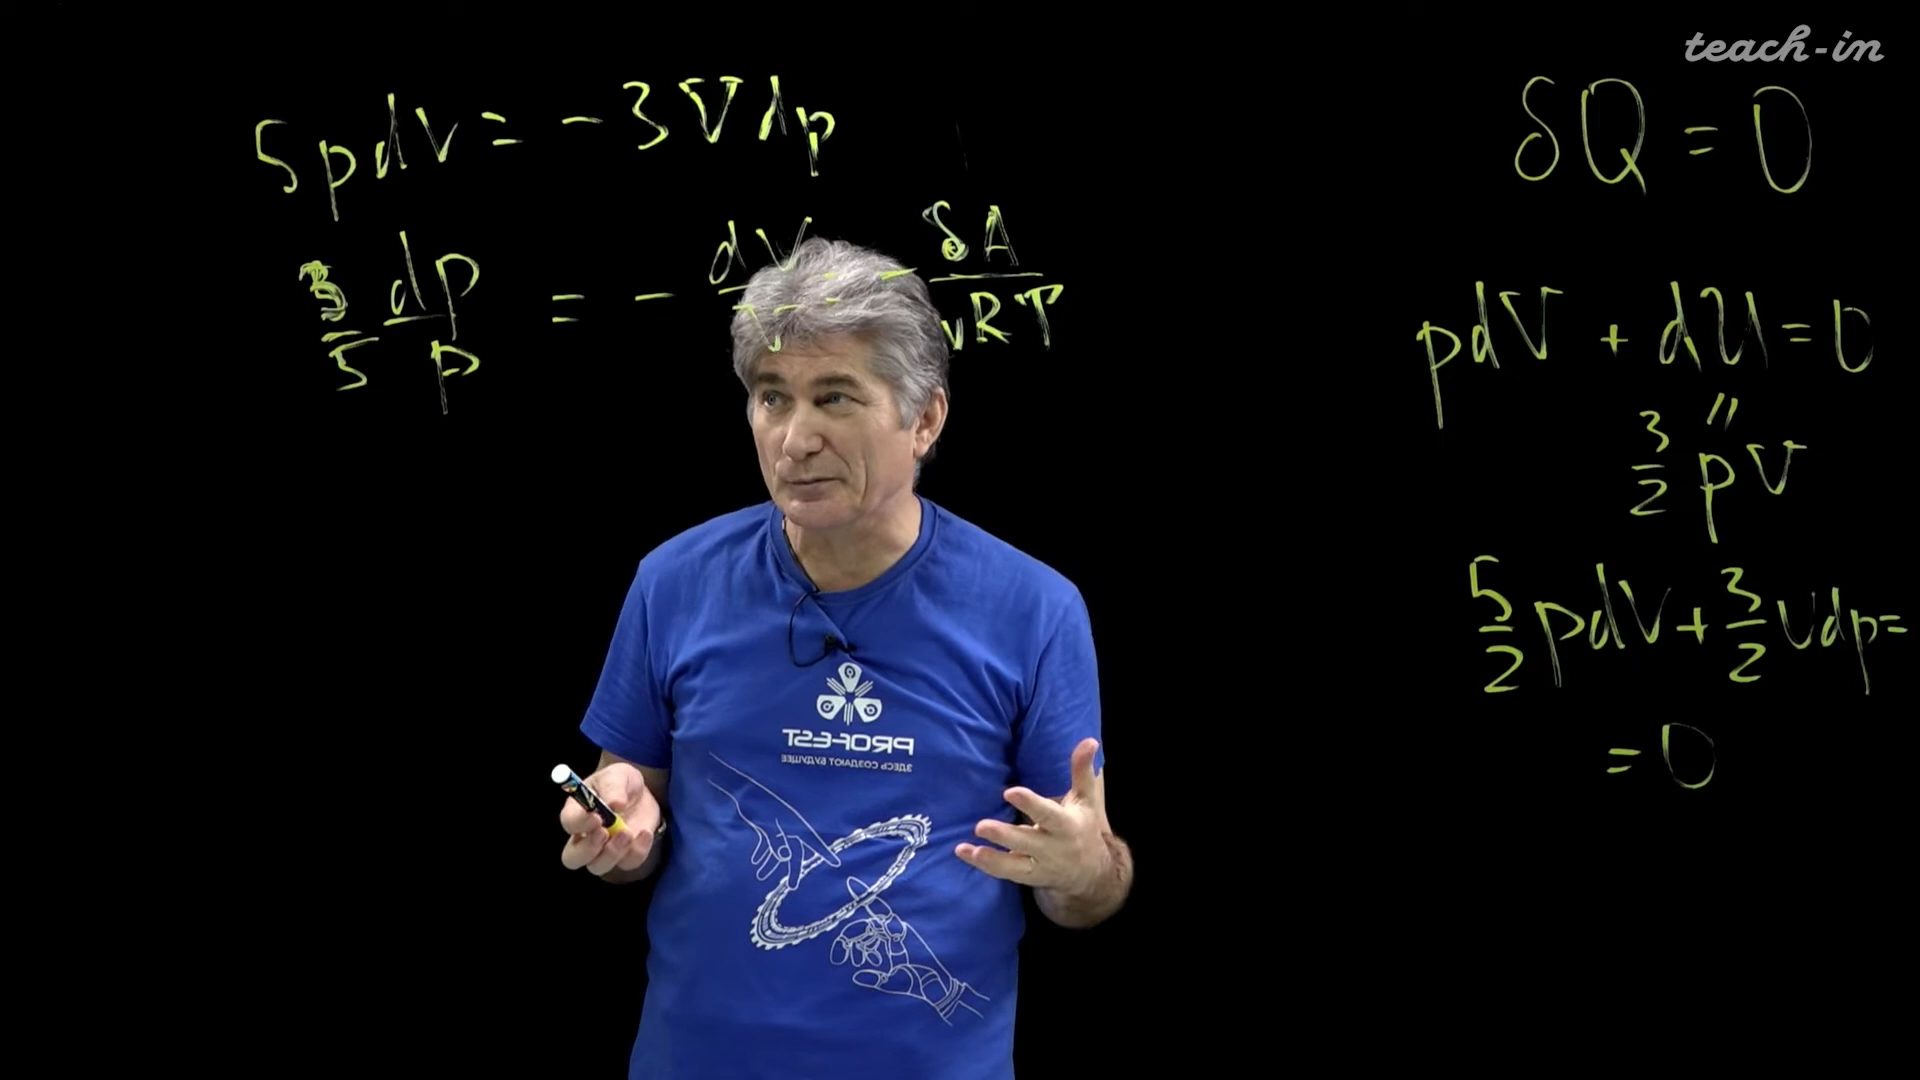 teach-in
5pdV = -3Vdp
3/5 dp/p = - dV/V = - δA/νRT
δQ = 0
pdV + dU = 0
"
3/2 pV
5/2 pdV + 3/2 Vdp =
= 0
PROFEST
ЗДЕСЬ СОЗДАЮТ БУДУЩЕЕ